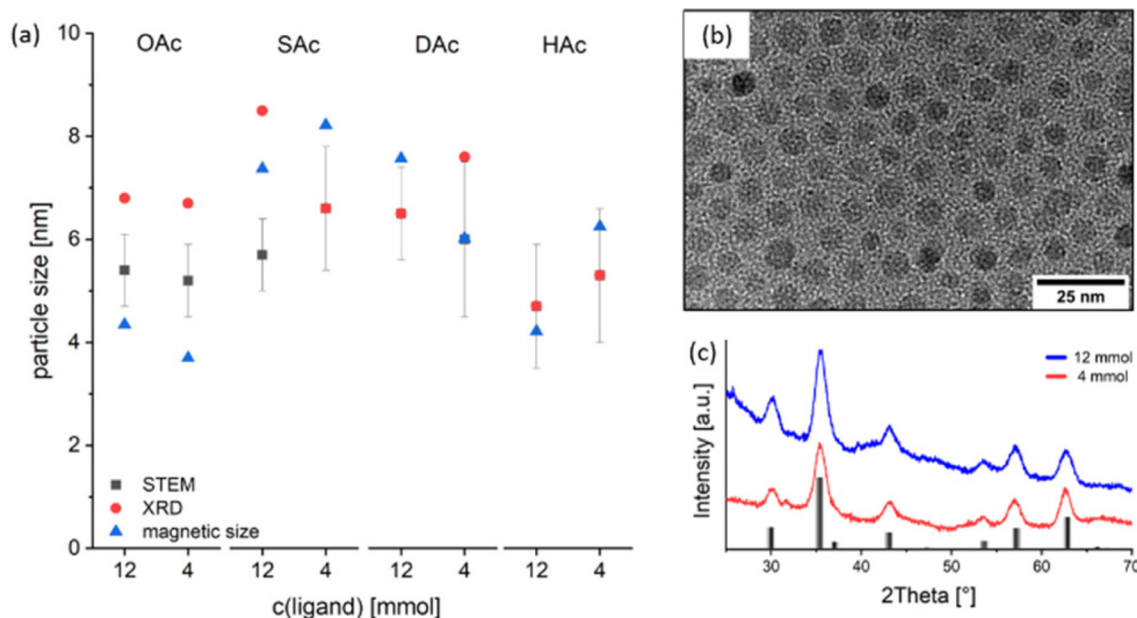 (a)
10
8
6
4
2
0
particle size [nm]
OAc SAc DAc HAc
STEM
XRD
magnetic size
12 4 12 4 12 4 12 4
c(ligand) [mmol]
(b)
25 nm
(c)
12 mmol
4 mmol
Intensity [a.u.]
30 40 50 60 70
2Theta [°]